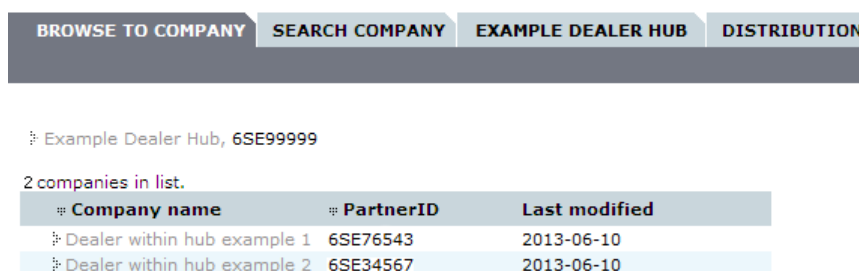 BROWSE TO COMPANY SEARCH COMPANY EXAMPLE DEALER HUB DISTRIBUTION
Example Dealer Hub, 6SE99999
2 companies in list.
Company name PartnerID Last modified
Dealer within hub example 1 6SE76543 2013-06-10
Dealer within hub example 2 6SE34567 2013-06-10